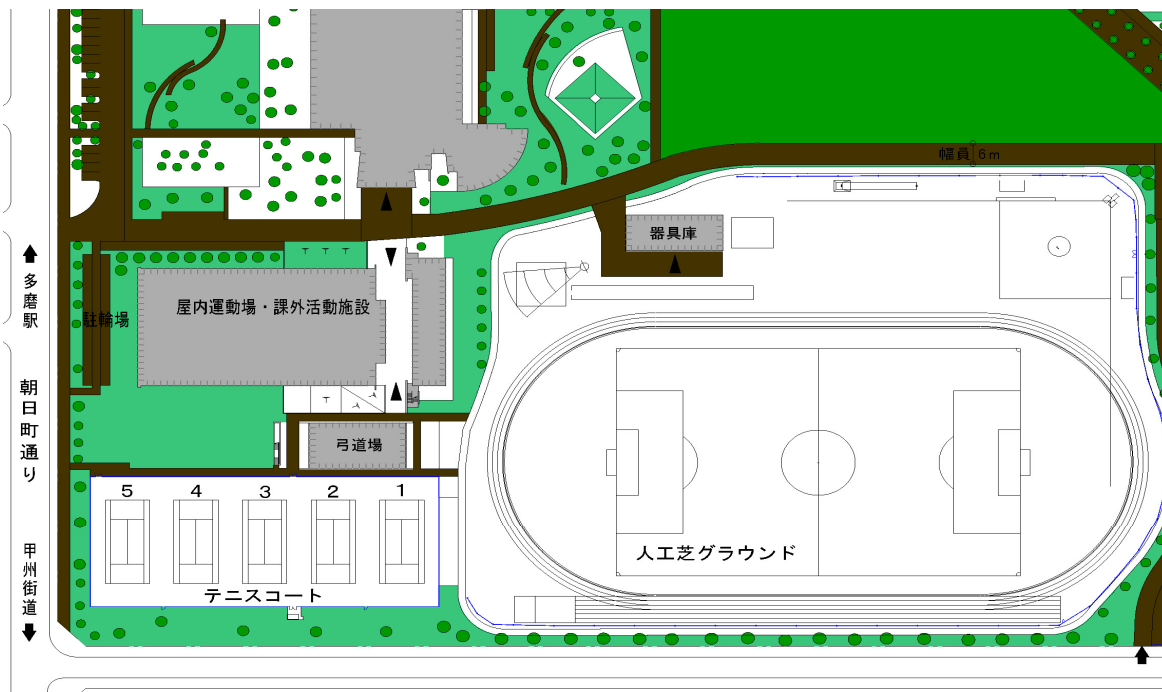 幅員 6m
器具庫
多磨駅
屋内運動場・課外活動施設
駐輪場
朝日町通り
弓道場
5 4 3 2 1
人工芝グラウンド
甲州街道
テニスコート